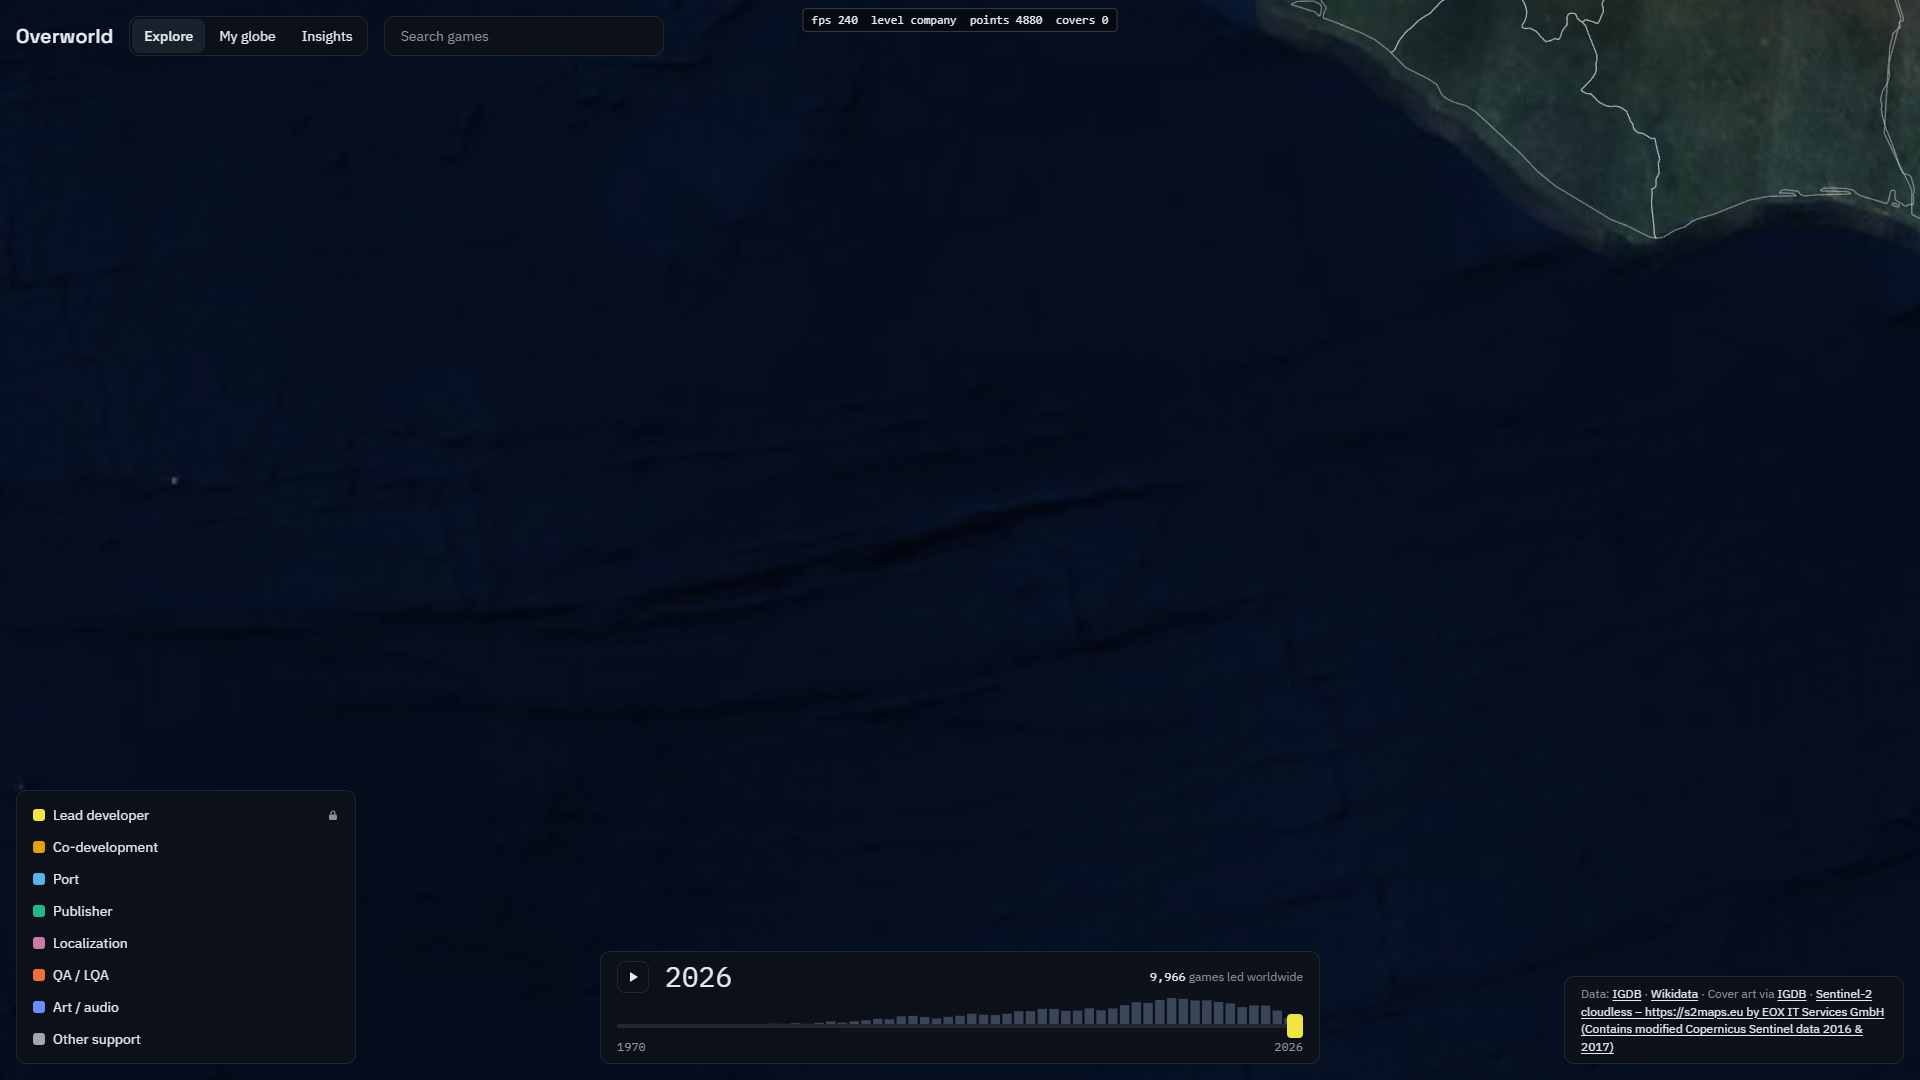 Overworld
Explore
My globe
Insights
Search games
fps 240 level company points 4880 covers 0
Lead developer
Co-development
Port
Publisher
Localization
QA / LQA
Art / audio
Other support
2026
9,966 games led worldwide
1970
2026
Data: IGDB · Wikidata · Cover art via IGDB · Sentinel-2
cloudless – https://s2maps.eu by EOX IT Services GmbH
(Contains modified Copernicus Sentinel data 2016 &
2017)